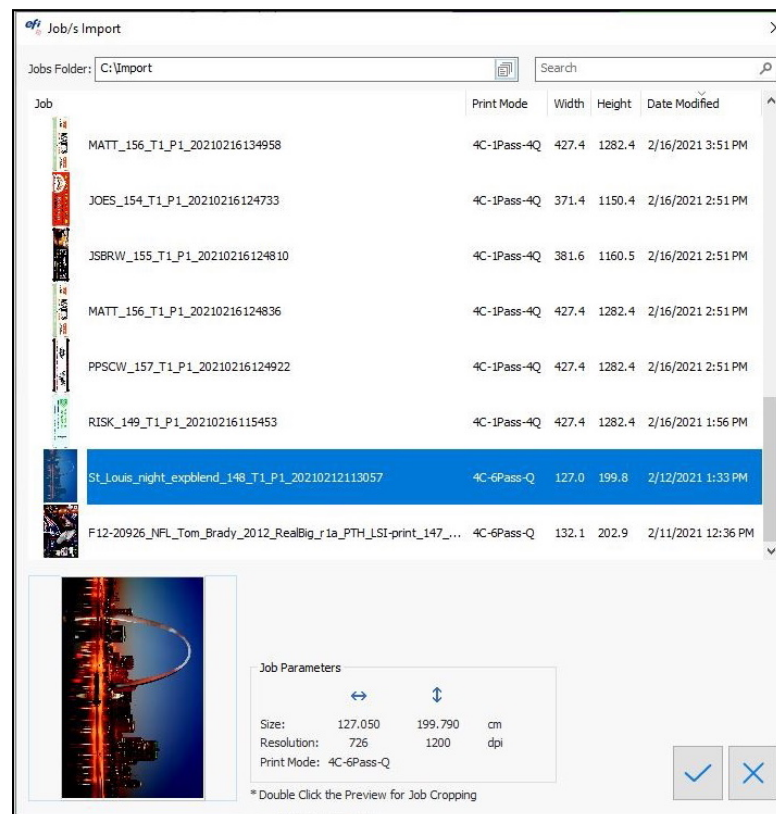 efi Job/s Import
Jobs Folder: C:\Import Search
Job Print Mode Width Height Date Modified
MATT_156_T1_P1_20210216134958 4C-1Pass-4Q 427.4 1282.4 2/16/2021 3:51 PM
JOES_154_T1_P1_20210216124733 4C-1Pass-4Q 371.4 1150.4 2/16/2021 2:51 PM
JSBRW_155_T1_P1_20210216124810 4C-1Pass-4Q 381.6 1160.5 2/16/2021 2:51 PM
MATT_156_T1_P1_20210216124836 4C-1Pass-4Q 427.4 1282.4 2/16/2021 2:51 PM
PPSCW_157_T1_P1_20210216124922 4C-1Pass-4Q 427.4 1282.4 2/16/2021 2:51 PM
RISK_149_T1_P1_20210216115453 4C-1Pass-4Q 427.4 1282.4 2/16/2021 1:56 PM
St_Louis_night_expblend_148_T1_P1_20210212113057 4C-6Pass-Q 127.0 199.8 2/12/2021 1:33 PM
F12-20926_NFL_Tom_Brady_2012_RealBig_r1a_PTH_LSI-print_147_... 4C-6Pass-Q 132.1 202.9 2/11/2021 12:36 PM
Job Parameters
Size: 127.050 199.790 cm
Resolution: 726 1200 dpi
Print Mode: 4C-6Pass-Q
* Double Click the Preview for Job Cropping